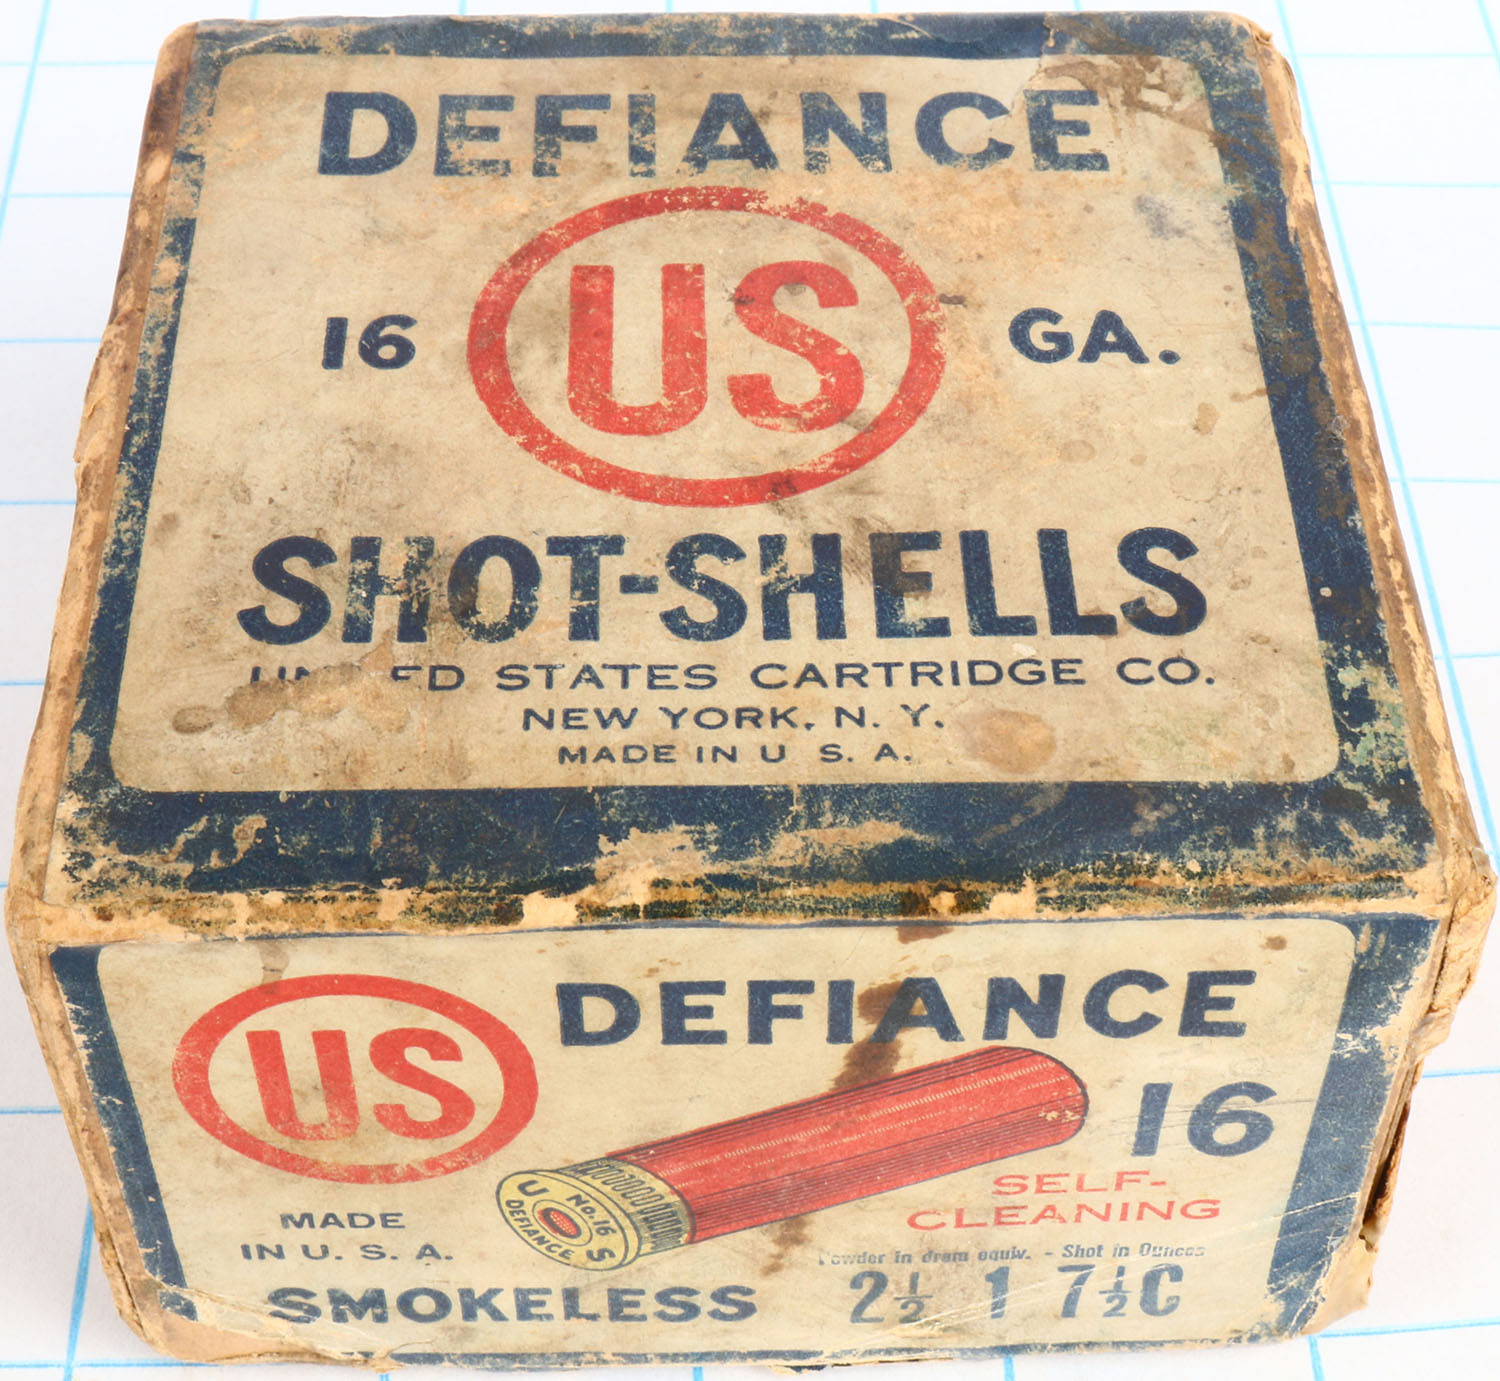 DEFIANCE
16 US GA.
SHOT-SHELLS
UNITED STATES CARTRIDGE CO.
NEW YORK, N. Y.
MADE IN U S. A.
US DEFIANCE
16
SELF-
CLEANING
U No. 16 S
DEFIANCE
MADE
IN U. S. A.
Powder in dram equiv. - Shot in Ounces
SMOKELESS 2½ 1 7½C